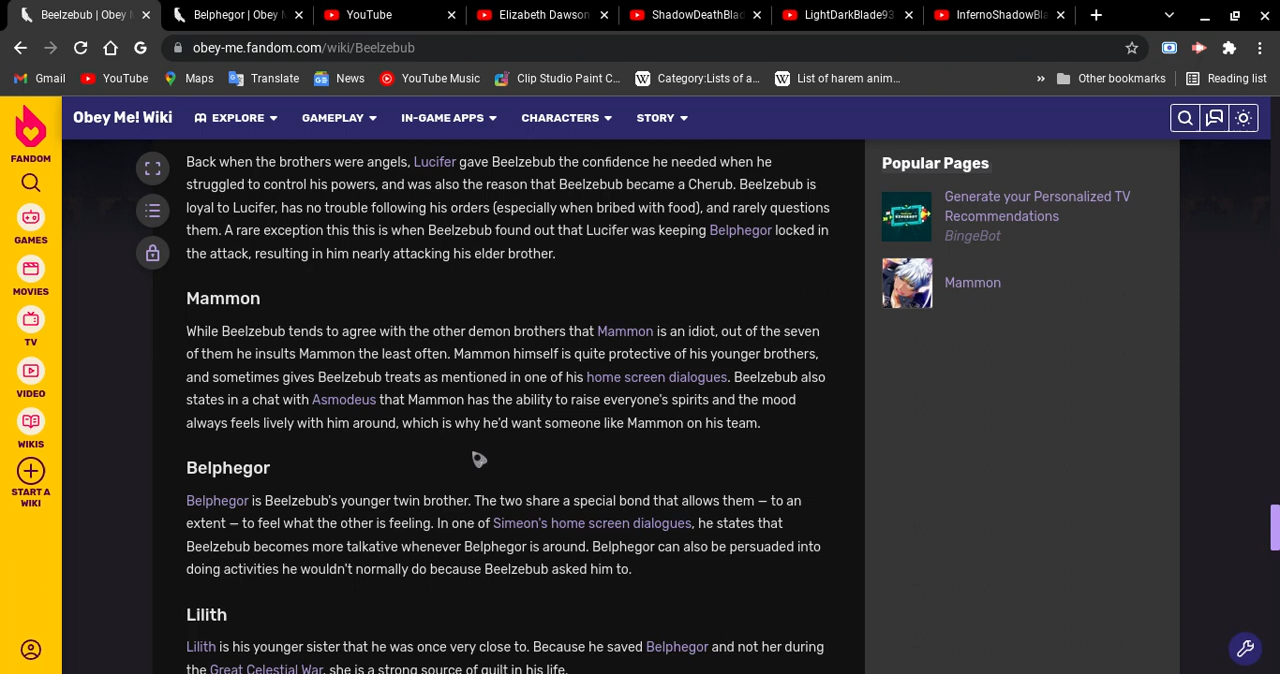 Beelzebub | Obey M
Belphegor | Obey M
YouTube
Elizabeth Dawson
ShadowDeathBlad
LightDarkBlade93
InfernoShadowBla
obey-me.fandom.com/wiki/Beelzebub
Gmail
YouTube
Maps
Translate
News
YouTube Music
Clip Studio Paint C...
Category:Lists of a...
List of harem anim...
»
Other bookmarks
Reading list
FANDOM
GAMES
MOVIES
TV
VIDEO
WIKIS
START A
WIKI
Obey Me! Wiki
EXPLORE
GAMEPLAY
IN-GAME APPS
CHARACTERS
STORY
Back when the brothers were angels, Lucifer gave Beelzebub the confidence he needed when he
struggled to control his powers, and was also the reason that Beelzebub became a Cherub. Beelzebub is
loyal to Lucifer, has no trouble following his orders (especially when bribed with food), and rarely questions
them. A rare exception this this is when Beelzebub found out that Lucifer was keeping Belphegor locked in
the attack, resulting in him nearly attacking his elder brother.
Mammon
While Beelzebub tends to agree with the other demon brothers that Mammon is an idiot, out of the seven
of them he insults Mammon the least often. Mammon himself is quite protective of his younger brothers,
and sometimes gives Beelzebub treats as mentioned in one of his home screen dialogues. Beelzebub also
states in a chat with Asmodeus that Mammon has the ability to raise everyone's spirits and the mood
always feels lively with him around, which is why he'd want someone like Mammon on his team.
Belphegor
Belphegor is Beelzebub's younger twin brother. The two share a special bond that allows them — to an
extent — to feel what the other is feeling. In one of Simeon's home screen dialogues, he states that
Beelzebub becomes more talkative whenever Belphegor is around. Belphegor can also be persuaded into
doing activities he wouldn't normally do because Beelzebub asked him to.
Lilith
Lilith is his younger sister that he was once very close to. Because he saved Belphegor and not her during
the Great Celestial War, she is a strong source of guilt in his life.
Popular Pages
Generate your Personalized TV
Recommendations
BingeBot
Mammon